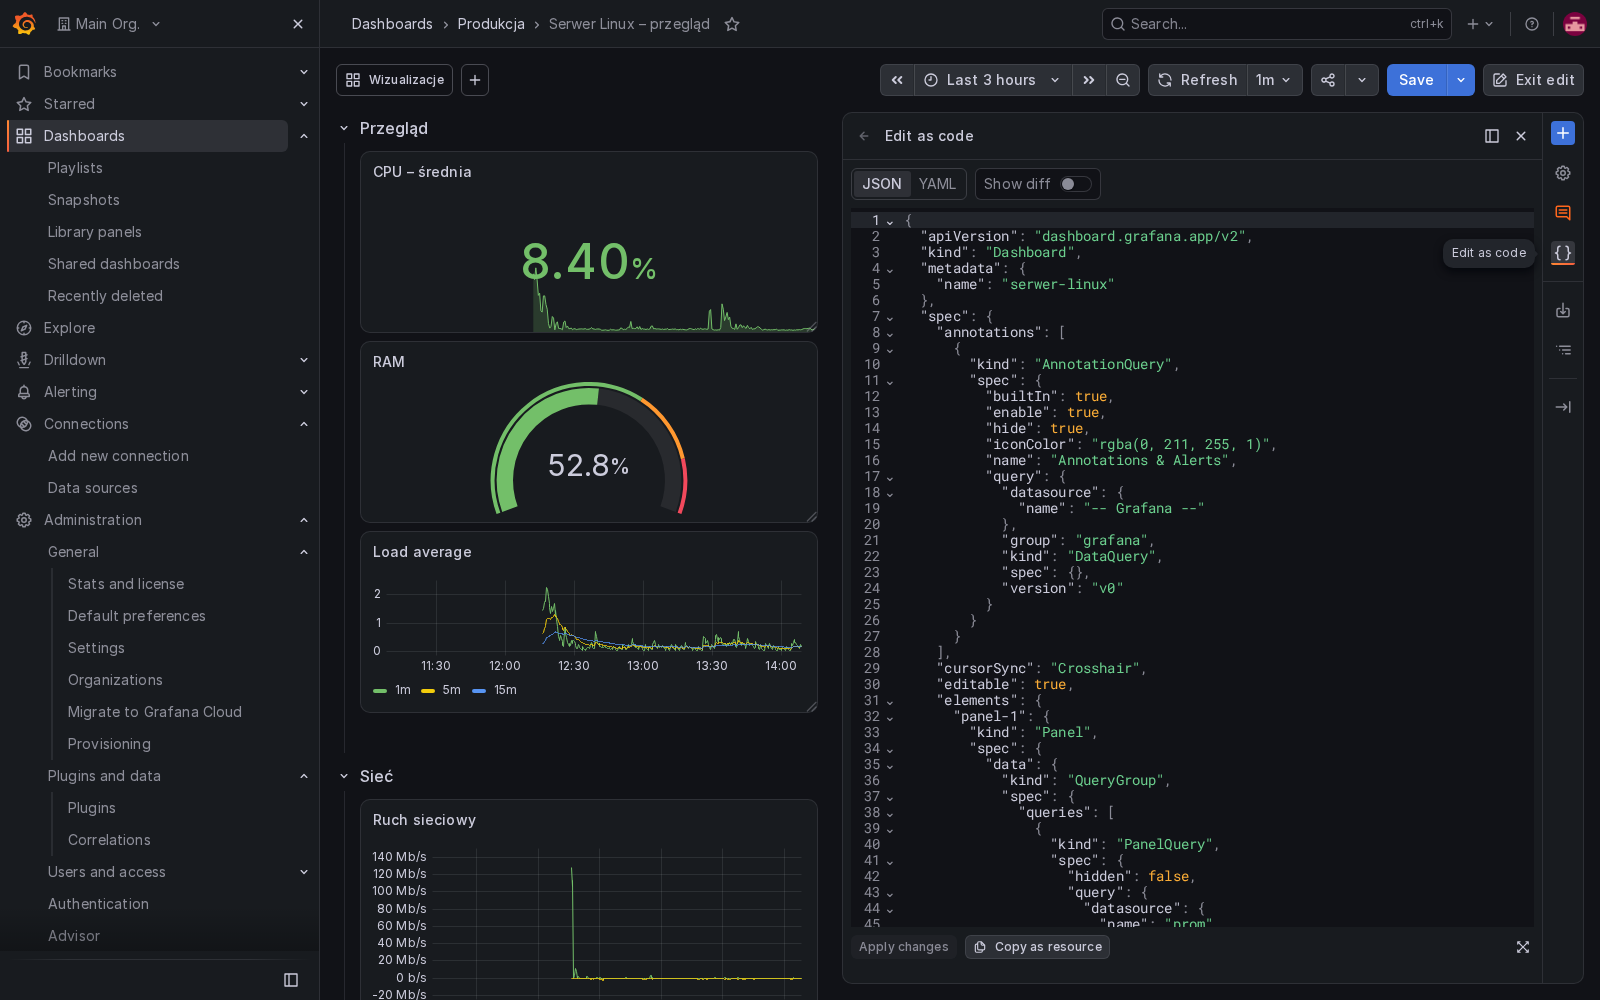 Main Org.
Dashboards
Produkcja
Serwer Linux – przegląd
Search...
ctrl+k
Bookmarks
Starred
Dashboards
Playlists
Snapshots
Library panels
Shared dashboards
Recently deleted
Explore
Drilldown
Alerting
Connections
Add new connection
Data sources
Administration
General
Stats and license
Default preferences
Settings
Organizations
Migrate to Grafana Cloud
Provisioning
Plugins and data
Plugins
Correlations
Users and access
Authentication
Advisor
Wizualizacje
Last 3 hours
Refresh
1m
Save
Exit edit
Przegląd
CPU – średnia
8.40%
RAM
52.8%
Load average
2
1
0
11:30 12:00 12:30 13:00 13:30 14:00
1m 5m 15m
Sieć
Ruch sieciowy
140 Mb/s
120 Mb/s
100 Mb/s
80 Mb/s
60 Mb/s
40 Mb/s
20 Mb/s
0 b/s
-20 Mb/s
Edit as code
JSON YAML Show diff
1 {
2 "apiVersion": "dashboard.grafana.app/v2",
3 "kind": "Dashboard",
4 "metadata": {
5 "name": "serwer-linux"
6 },
7 "spec": {
8 "annotations": [
9 {
10 "kind": "AnnotationQuery",
11 "spec": {
12 "builtIn": true,
13 "enable": true,
14 "hide": true,
15 "iconColor": "rgba(0, 211, 255, 1)",
16 "name": "Annotations & Alerts",
17 "query": {
18 "datasource": {
19 "name": "-- Grafana --"
20 },
21 "group": "grafana",
22 "kind": "DataQuery",
23 "spec": {},
24 "version": "v0"
25 }
26 }
27 }
28 ],
29 "cursorSync": "Crosshair",
30 "editable": true,
31 "elements": {
32 "panel-1": {
33 "kind": "Panel",
34 "spec": {
35 "data": {
36 "kind": "QueryGroup",
37 "spec": {
38 "queries": [
39 {
40 "kind": "PanelQuery",
41 "spec": {
42 "hidden": false,
43 "query": {
44 "datasource": {
45 "name": "prom"
Edit as code
{}
Apply changes
Copy as resource